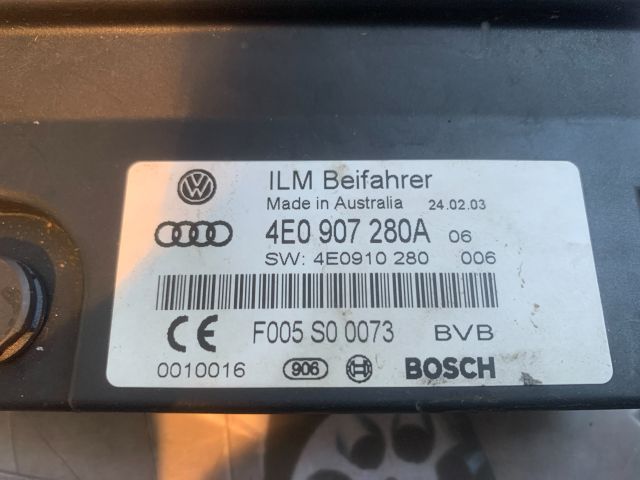 ILM Beifahrer
Made in Australia 24.02.03
4E0 907 280A 06
SW: 4E0910 280 006
CE F005 S0 0073 BVB
0010016 906 BOSCH